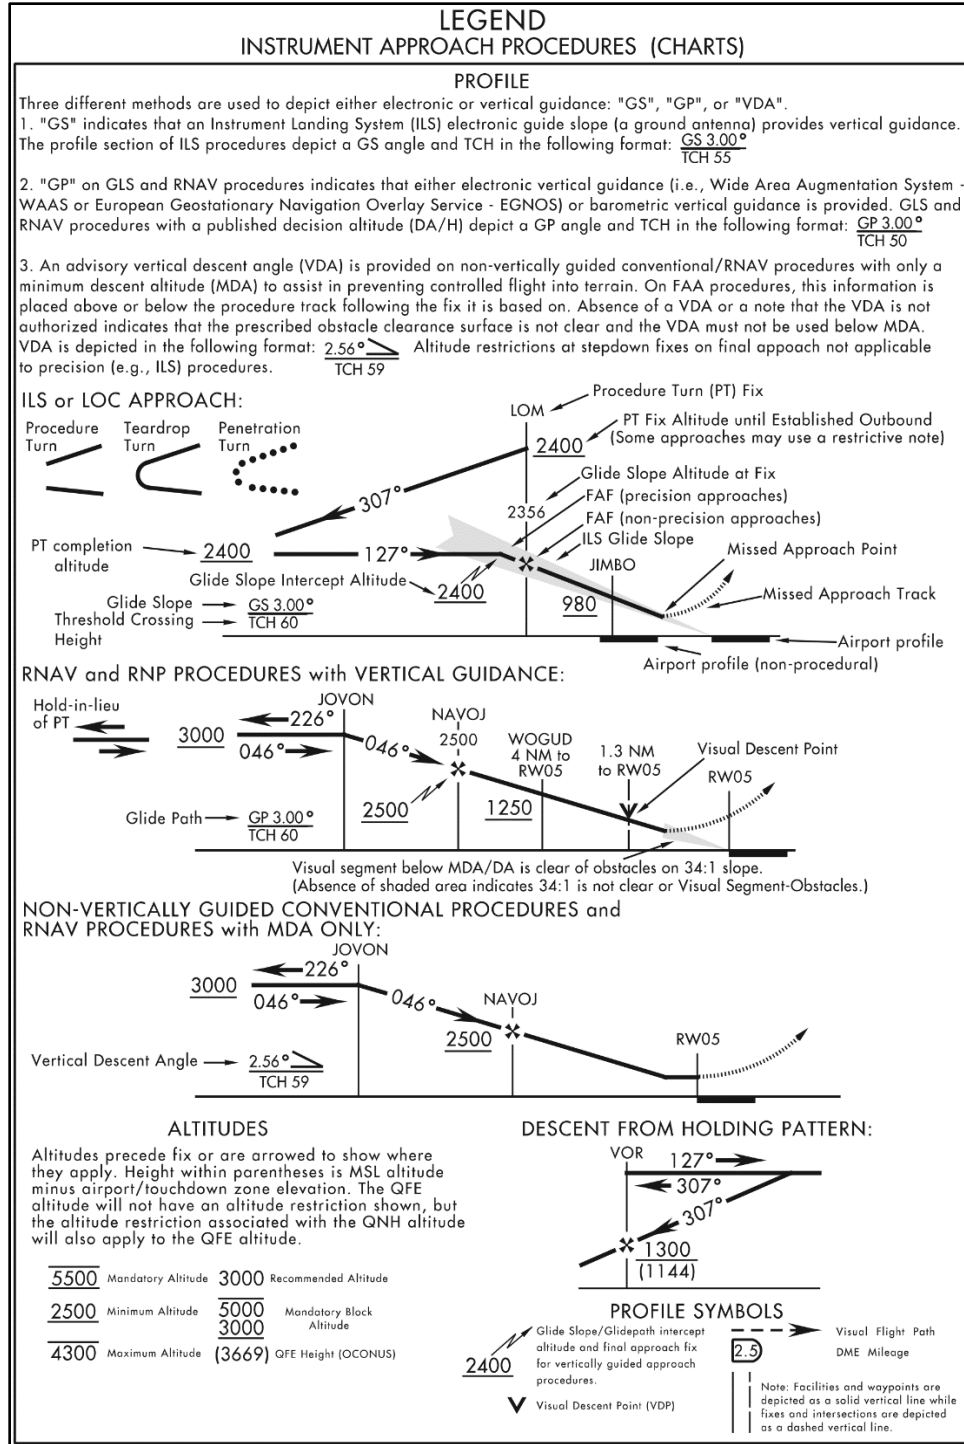 LEGEND
INSTRUMENT APPROACH PROCEDURES (CHARTS)
PROFILE
Three different methods are used to depict either electronic or vertical guidance: "GS", "GP", or "VDA".
1. "GS" indicates that an Instrument Landing System (ILS) electronic guide slope (a ground antenna) provides vertical guidance.
The profile section of ILS procedures depict a GS angle and TCH in the following format: GS 3.00°
TCH 55
2. "GP" on GLS and RNAV procedures indicates that either electronic vertical guidance (i.e., Wide Area Augmentation System -
WAAS or European Geostationary Navigation Overlay Service - EGNOS) or barometric vertical guidance is provided. GLS and
RNAV procedures with a published decision altitude (DA/H) depict a GP angle and TCH in the following format: GP 3.00°
TCH 50
3. An advisory vertical descent angle (VDA) is provided on non-vertically guided conventional/RNAV procedures with only a
minimum descent altitude (MDA) to assist in preventing controlled flight into terrain. On FAA procedures, this information is
placed above or below the procedure track following the fix it is based on. Absence of a VDA or a note that the VDA is not
authorized indicates that the prescribed obstacle clearance surface is not clear and the VDA must not be used below MDA.
VDA is depicted in the following format: 2.56° Altitude restrictions at stepdown fixes on final appoach not applicable
TCH 59
to precision (e.g., ILS) procedures.
ILS or LOC APPROACH:
Procedure Turn
Teardrop Turn
Penetration Turn
LOM
Procedure Turn (PT) Fix
2400
PT Fix Altitude until Established Outbound
(Some approaches may use a restrictive note)
307°
Glide Slope Altitude at Fix
2356
FAF (precision approaches)
FAF (non-precision approaches)
ILS Glide Slope
PT completion
altitude
2400
127°
JIMBO
Missed Approach Point
Glide Slope Intercept Altitude
2400
980
Missed Approach Track
Glide Slope
GS 3.00°
Threshold Crossing
Height
TCH 60
Airport profile
Airport profile (non-procedural)
RNAV and RNP PROCEDURES with VERTICAL GUIDANCE:
Hold-in-lieu
of PT
JOVON
3000
226°
046°
046°
NAVOJ
2500
WOGUD
4 NM to
RW05
1.3 NM
to RW05
Visual Descent Point
RW05
2500
1250
Glide Path
GP 3.00°
TCH 60
Visual segment below MDA/DA is clear of obstacles on 34:1 slope.
(Absence of shaded area indicates 34:1 is not clear or Visual Segment-Obstacles.)
NON-VERTICALLY GUIDED CONVENTIONAL PROCEDURES and
RNAV PROCEDURES with MDA ONLY:
JOVON
3000
226°
046°
046°
NAVOJ
2500
RW05
Vertical Descent Angle
2.56°
TCH 59
ALTITUDES
Altitudes precede fix or are arrowed to show where
they apply. Height within parentheses is MSL altitude
minus airport/touchdown zone elevation. The QFE
altitude will not have an altitude restriction shown, but
the altitude restriction associated with the QNH altitude
will also apply to the QFE altitude.
5500 Mandatory Altitude
3000 Recommended Altitude
2500 Minimum Altitude
5000
3000
Mandatory Block
Altitude
4300 Maximum Altitude
(3669) QFE Height (OCONUS)
DESCENT FROM HOLDING PATTERN:
VOR
127°
307°
307°
1300
(1144)
PROFILE SYMBOLS
2400
Glide Slope/Glidepath intercept
altitude and final approach fix
for vertically guided approach
procedures.
Visual Descent Point (VDP)
Visual Flight Path
2.5
DME Mileage
Note: Facilities and waypoints are
depicted as a solid vertical line while
fixes and intersections are depicted
as a dashed vertical line.